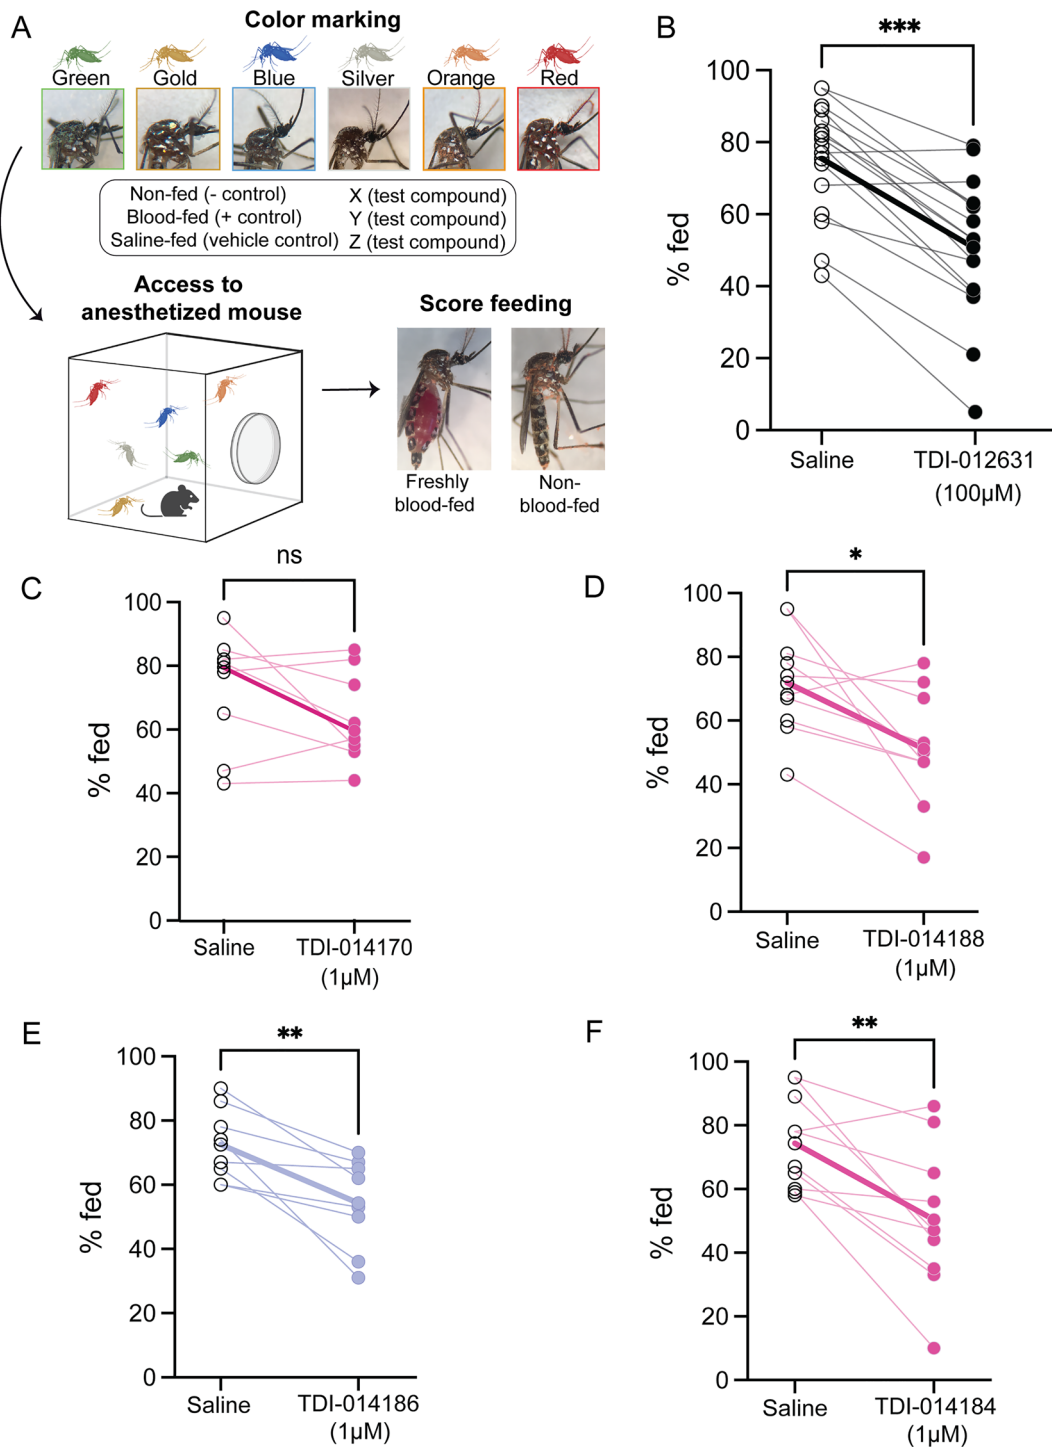 A
Color marking
Green Gold Blue Silver Orange Red
Non-fed (- control) X (test compound)
Blood-fed (+ control) Y (test compound)
Saline-fed (vehicle control) Z (test compound)
Access to
anesthetized mouse
Score feeding
Freshly
blood-fed
Non-
blood-fed
B
***
% fed
100
80
60
40
20
0
Saline TDI-012631
(100µM)
C
ns
% fed
100
80
60
40
20
0
Saline TDI-014170
(1µM)
D
*
% fed
100
80
60
40
20
0
Saline TDI-014188
(1µM)
E
**
% fed
100
80
60
40
20
0
Saline TDI-014186
(1µM)
F
**
% fed
100
80
60
40
20
0
Saline TDI-014184
(1µM)